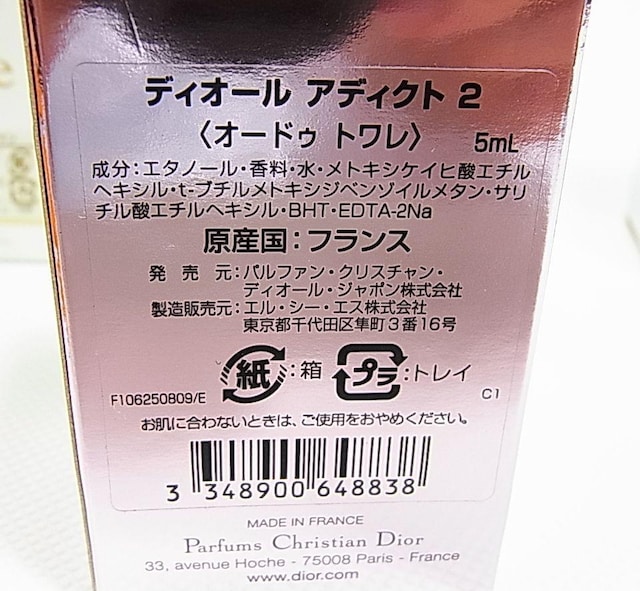 ディオール アディクト 2
〈オードゥ トワレ〉 5mL
成分:エタノール・香料・水・メトキシケイヒ酸エチル
ヘキシル・t-ブチルメトキシジベンゾイルメタン・サリ
チル酸エチルヘキシル・BHT・EDTA-2Na
原産国:フランス
発売元:パルファン・クリスチャン・
ディオール・ジャポン株式会社
製造販売元:エル・シー・エス株式会社
東京都千代田区隼町3番16号
紙:箱 プラ:トレイ
F106250809/E C1
お肌に合わないときは、ご使用をおやめください。
3 348900 648838
MADE IN FRANCE
Parfums Christian Dior
33, avenue Hoche - 75008 Paris - France
www.dior.com